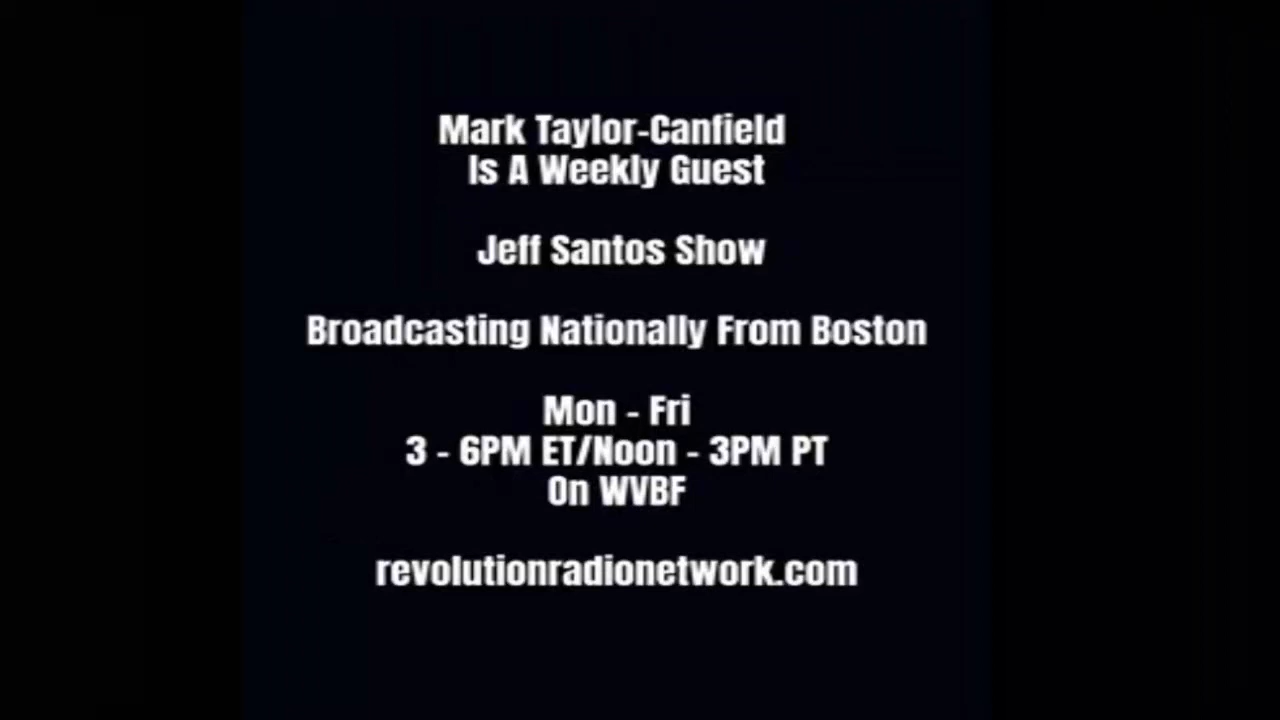 Mark Taylor-Canfield
Is A Weekly Guest
Jeff Santos Show
Broadcasting Nationally From Boston
Mon - Fri
3 - 6PM ET/Noon - 3PM PT
On WVBF
revolutionradionetwork.com